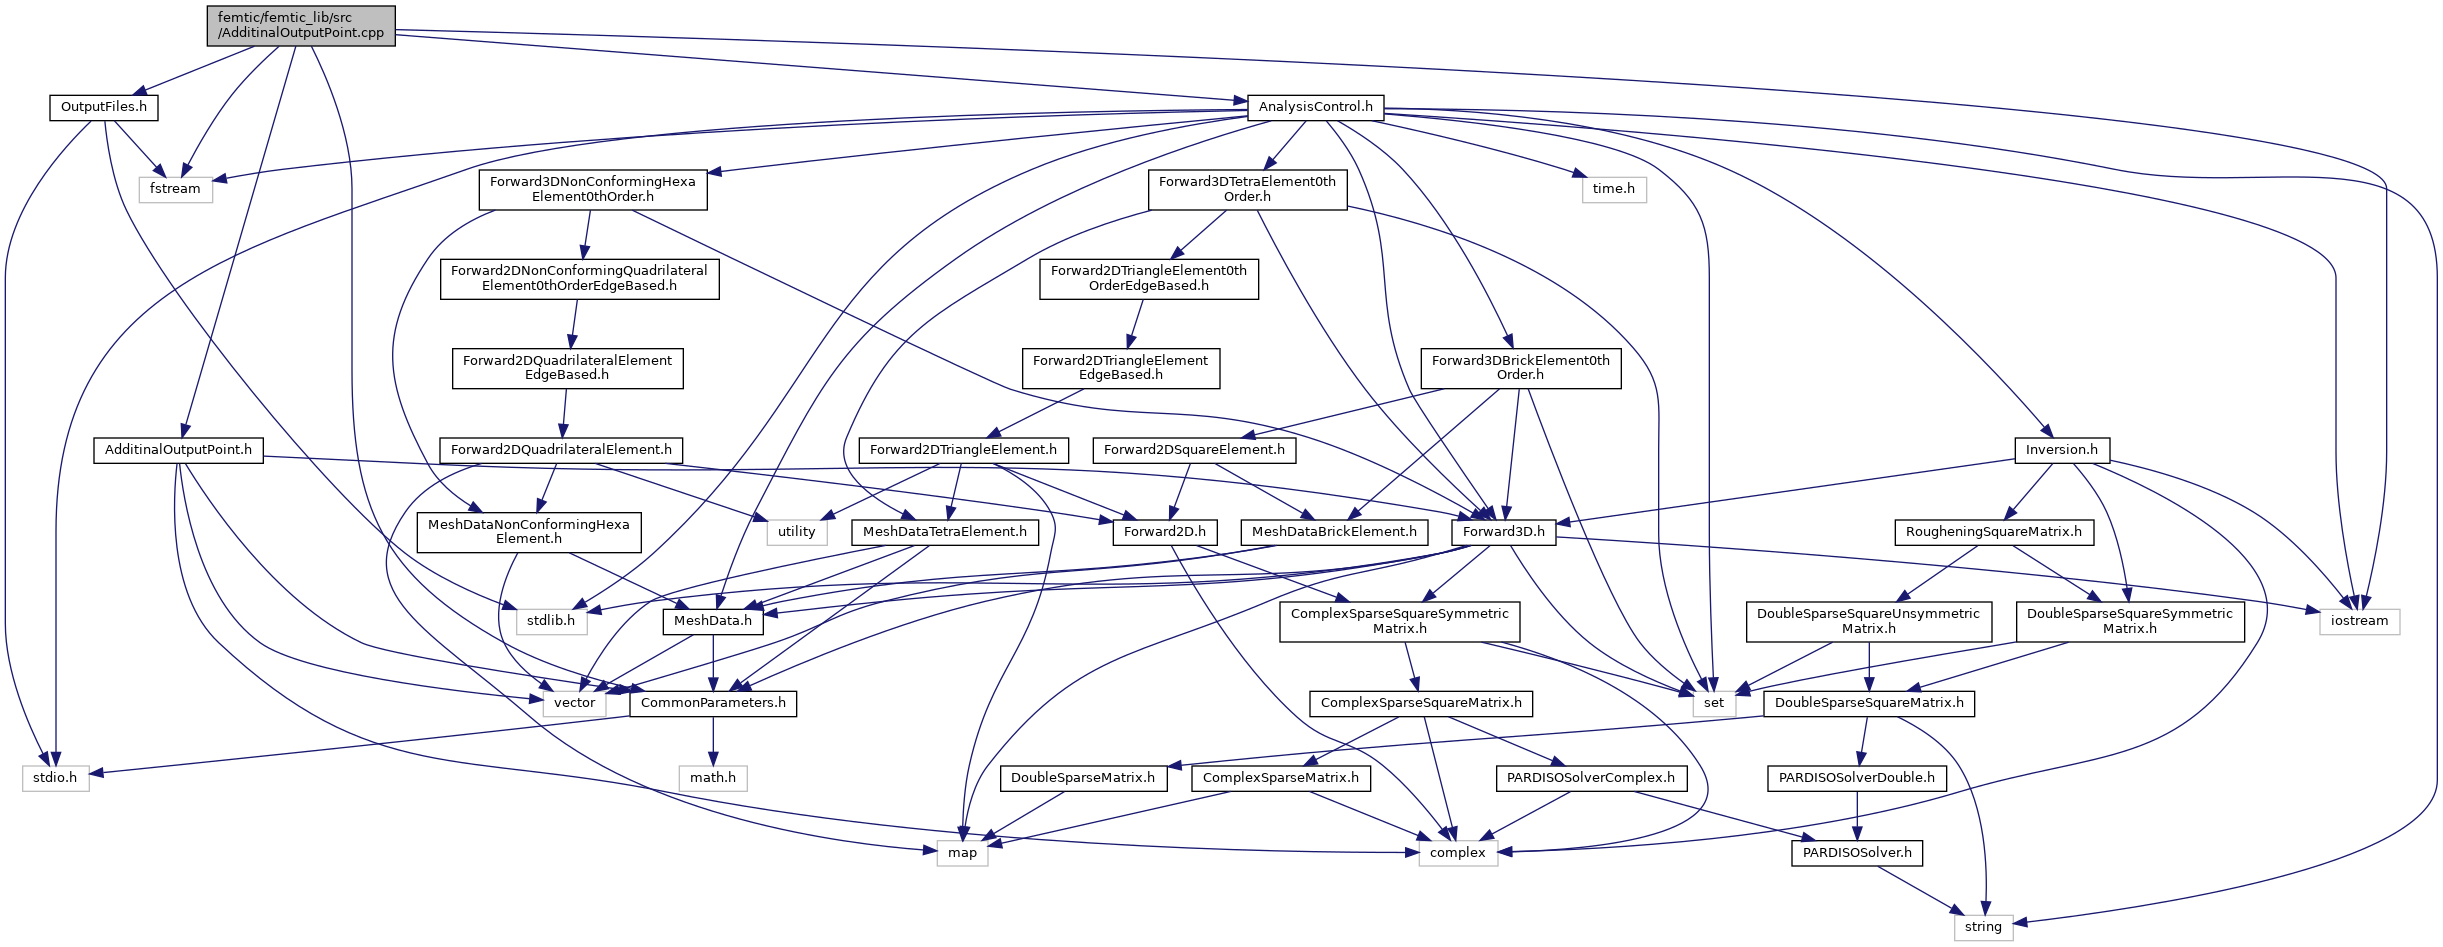 femtic/femtic_lib/src
/AdditinalOutputPoint.cpp
OutputFiles.h
AnalysisControl.h
fstream
Forward3DNonConformingHexa
Element0thOrder.h
Forward3DTetraElement0th
Order.h
time.h
Forward2DNonConformingQuadrilateral
Element0thOrderEdgeBased.h
Forward2DTriangleElement0th
OrderEdgeBased.h
Forward2DQuadrilateralElement
EdgeBased.h
Forward2DTriangleElement
EdgeBased.h
Forward3DBrickElement0th
Order.h
AdditinalOutputPoint.h
Forward2DQuadrilateralElement.h
Forward2DTriangleElement.h
Forward2DSquareElement.h
Inversion.h
MeshDataNonConformingHexa
Element.h
utility
MeshDataTetraElement.h
Forward2D.h
MeshDataBrickElement.h
Forward3D.h
RougheningSquareMatrix.h
stdlib.h
MeshData.h
ComplexSparseSquareSymmetric
Matrix.h
DoubleSparseSquareUnsymmetric
Matrix.h
DoubleSparseSquareSymmetric
Matrix.h
iostream
vector
CommonParameters.h
ComplexSparseSquareMatrix.h
set
DoubleSparseSquareMatrix.h
stdio.h
math.h
DoubleSparseMatrix.h
ComplexSparseMatrix.h
PARDISOSolverComplex.h
PARDISOSolverDouble.h
map
complex
PARDISOSolver.h
string